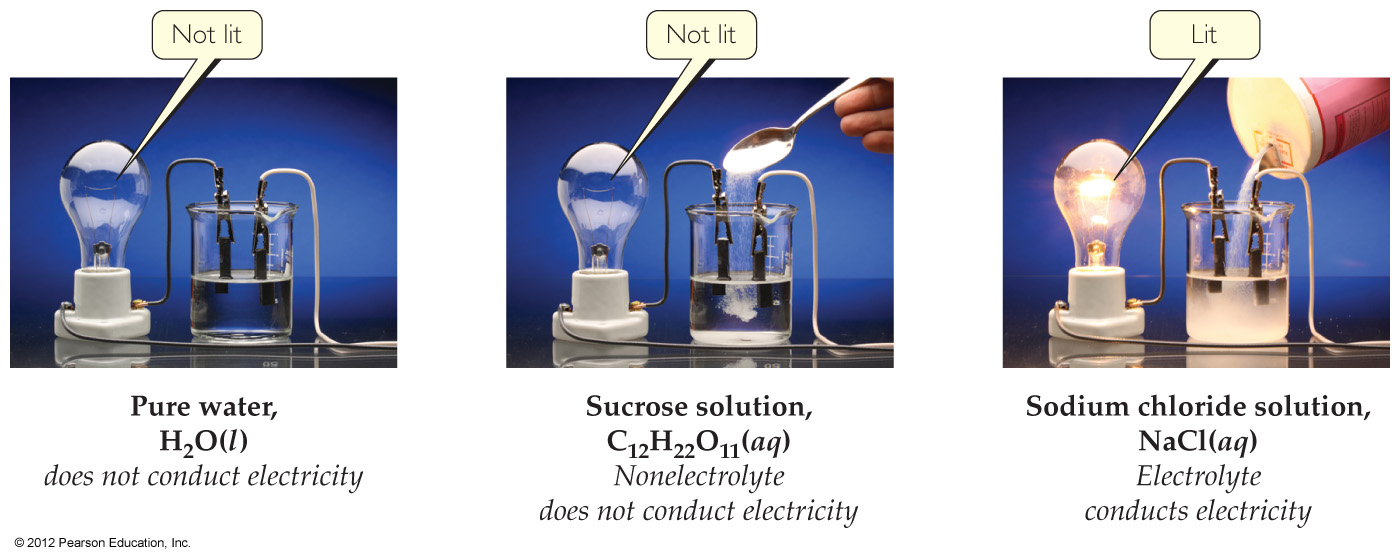 Not lit
Not lit
Lit
Pure water,
H₂O(l)
does not conduct electricity
Sucrose solution,
C₁₂H₂₂O₁₁(aq)
Nonelectrolyte
does not conduct electricity
Sodium chloride solution,
NaCl(aq)
Electrolyte
conducts electricity
© 2012 Pearson Education, Inc.